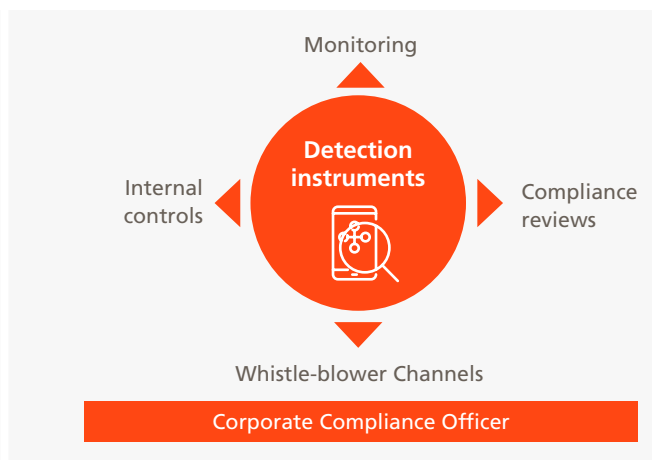 Monitoring
Detection
instruments
Internal
controls
Compliance
reviews
Whistle-blower Channels
Corporate Compliance Officer